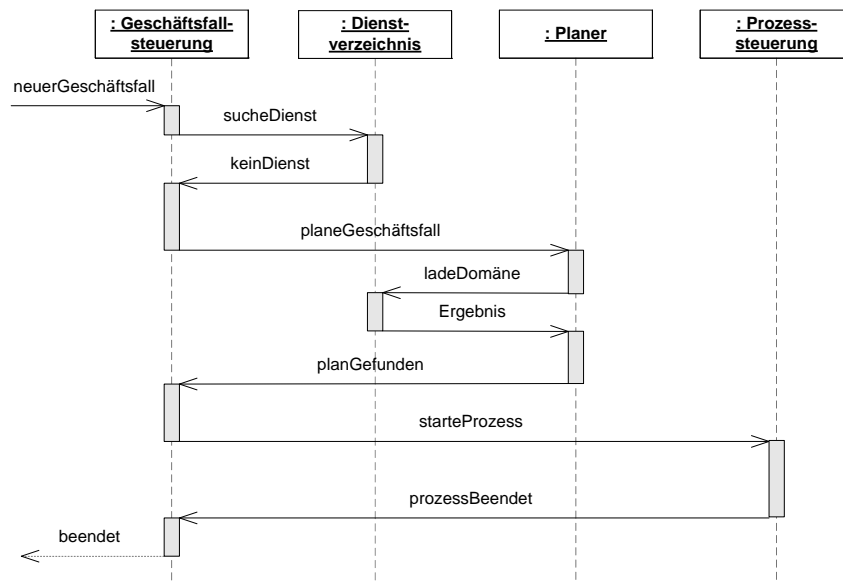 : Geschäftsfall-
steuerung
: Dienst-
verzeichnis
: Planer
: Prozess-
steuerung
neuerGeschäftsfall
sucheDienst
keinDienst
planeGeschäftsfall
ladeDomäne
Ergebnis
planGefunden
starteProzess
prozessBeendet
beendet